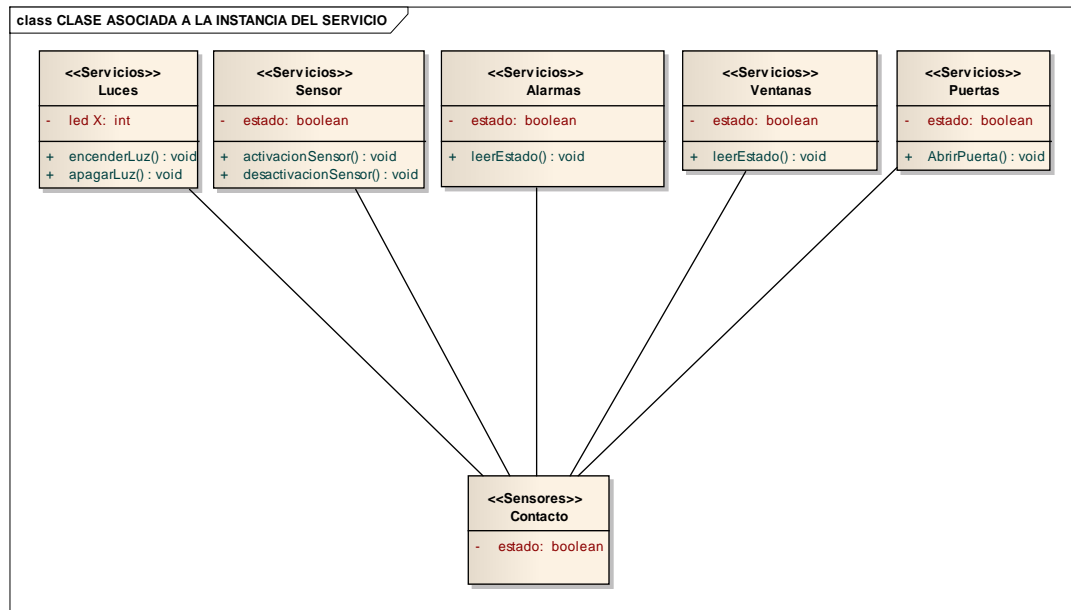 class CLASE ASOCIADA A LA INSTANCIA DEL SERVICIO
<<Servicios>>
Luces
- led X: int
+ encenderLuz() : void
+ apagarLuz() : void
<<Servicios>>
Sensor
- estado: boolean
+ activacionSensor() : void
+ desactivacionSensor() : void
<<Servicios>>
Alarmas
- estado: boolean
+ leerEstado() : void
<<Servicios>>
Ventanas
- estado: boolean
+ leerEstado() : void
<<Servicios>>
Puertas
- estado: boolean
+ AbrirPuerta() : void
<<Sensores>>
Contacto
- estado: boolean